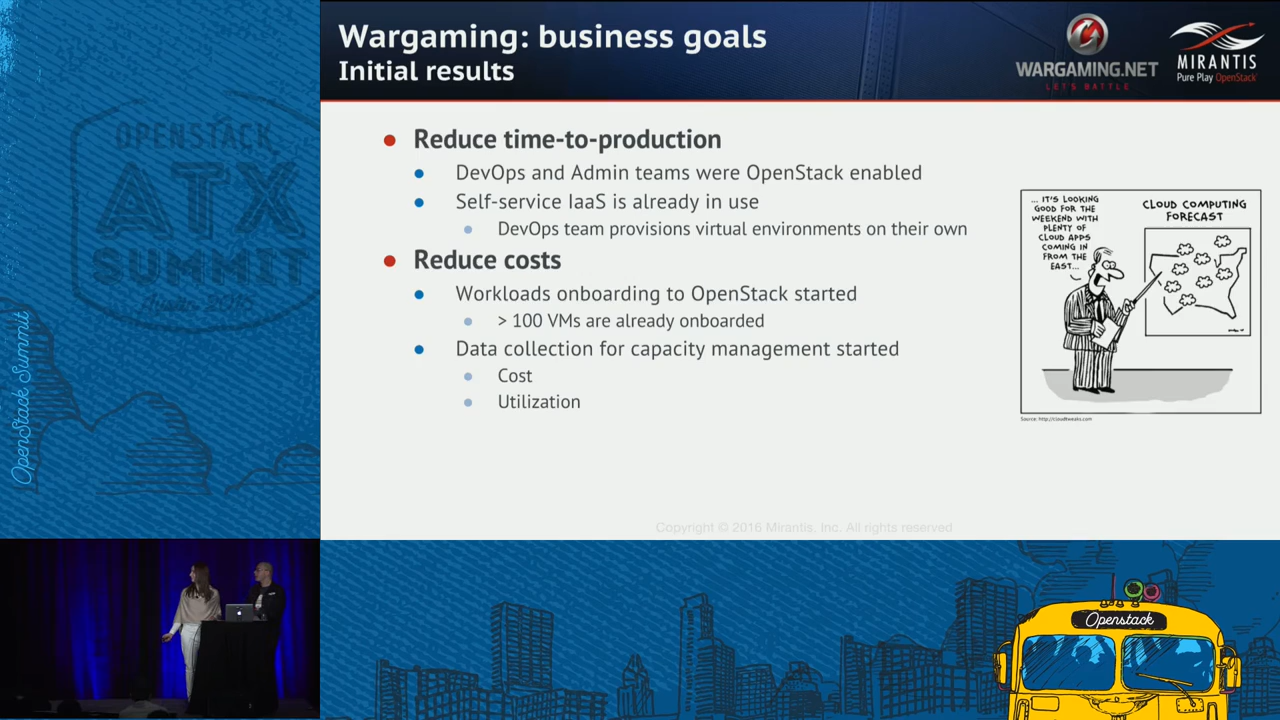 Wargaming: business goals
Initial results
WARGAMING.NET
LET'S BATTLE
MIRANTIS
Pure Play OpenStack
Reduce time-to-production
DevOps and Admin teams were OpenStack enabled
Self-service IaaS is already in use
DevOps team provisions virtual environments on their own
Reduce costs
Workloads onboarding to OpenStack started
> 100 VMs are already onboarded
Data collection for capacity management started
Cost
Utilization
... IT'S LOOKING
GOOD FOR THE
WEEKEND WITH
PLENTY OF
CLOUD APPS
COMING IN
FROM THE
EAST...
CLOUD COMPUTING
FORECAST
Source: http://cloudtweaks.com
Copyright © 2016 Mirantis, Inc. All rights reserved
OPENSTACK
ATX
SUMMIT
Austin 2016
OpenStack Summit
Openstack